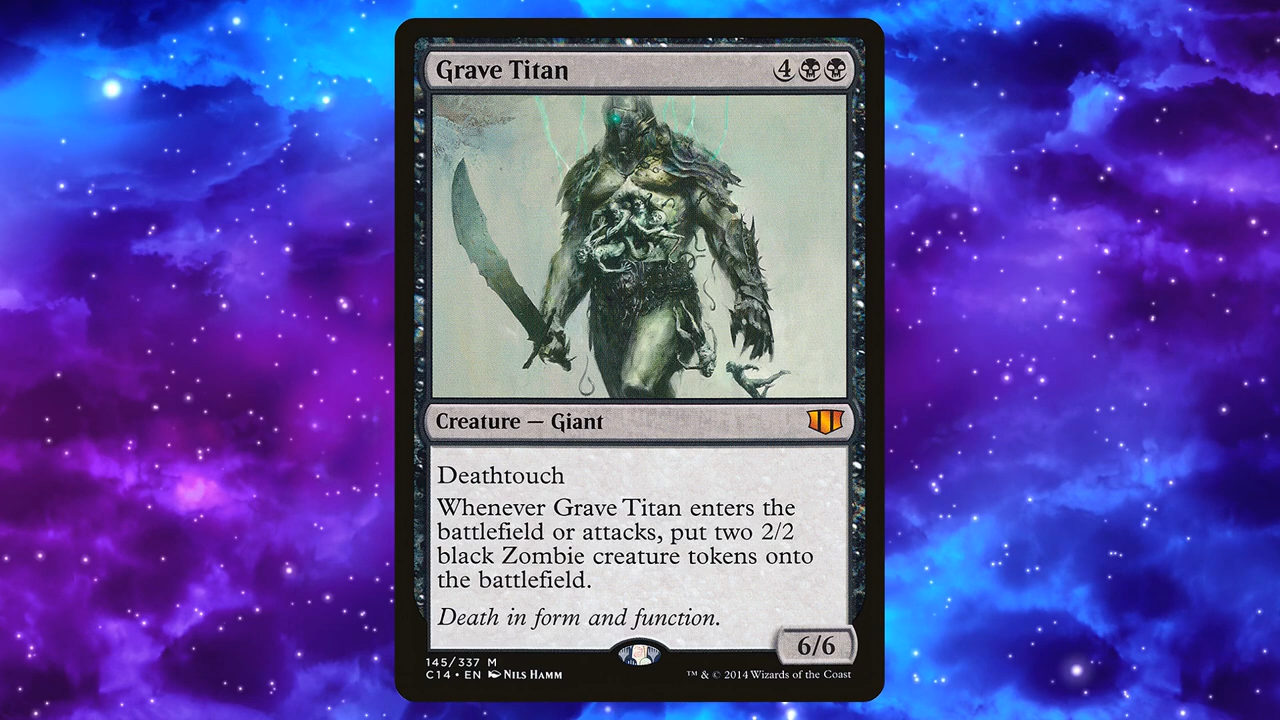 Grave Titan 4
Creature — Giant
Deathtouch
Whenever Grave Titan enters the
battlefield or attacks, put two 2/2
black Zombie creature tokens onto
the battlefield.
Death in form and function.
6/6
145/337 M
C14 • EN Nils Hamm
™ & © 2014 Wizards of the Coast